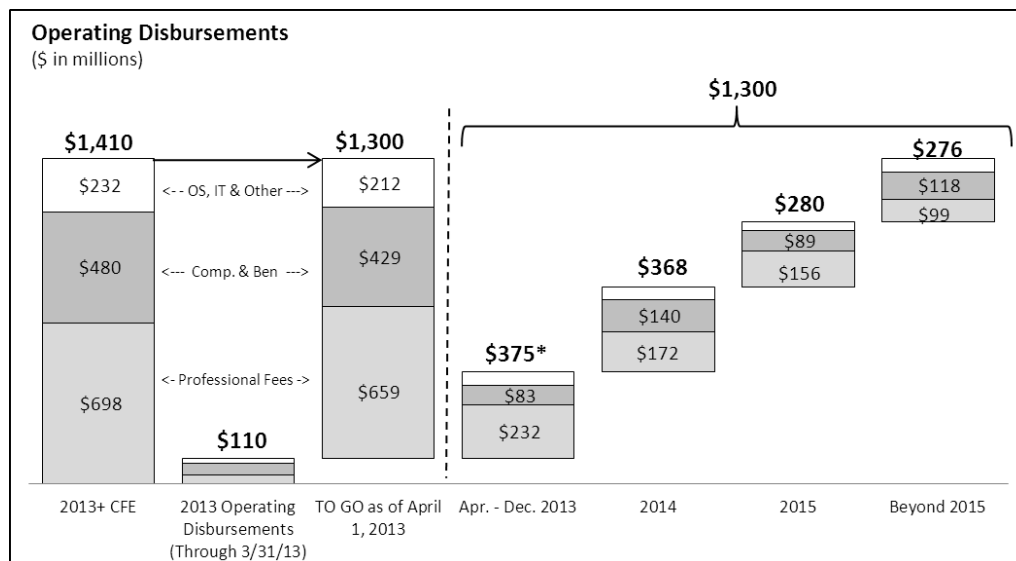 Operating Disbursements
($ in millions)
$1,300
$1,410
$1,300
$276
$232
<-- OS, IT & Other --->
$212
$118
$99
$280
$480
<--- Comp. & Ben --->
$429
$89
$156
$368
$140
$172
$375*
$698
<- Professional Fees ->
$659
$83
$232
$110
2013+ CFE
2013 Operating
Disbursements
(Through 3/31/13)
TO GO as of April
1, 2013
Apr. - Dec. 2013
2014
2015
Beyond 2015